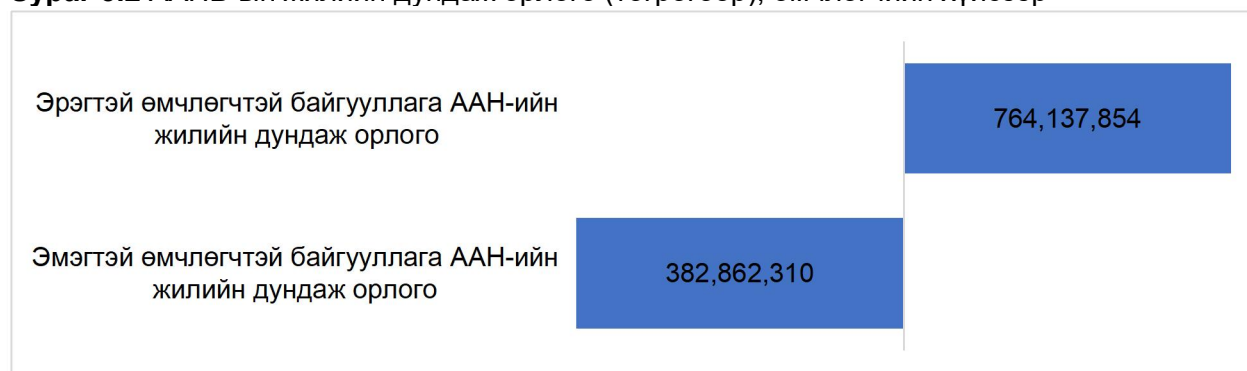 Эрэгтэй өмчлөгчтэй байгууллага ААН-ийн
жилийн дундаж орлого
764,137,854
Эмэгтэй өмчлөгчтэй байгууллага ААН-ийн
жилийн дундаж орлого
382,862,310